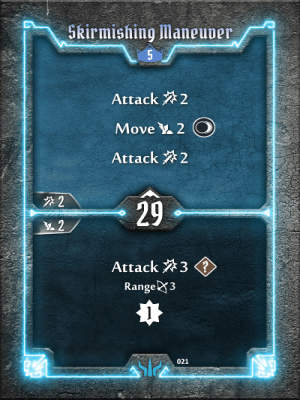 Skirmishing Maneuver
5
Attack 2
Move 2
Attack 2
2
29
2
Attack 3 ?
Range 3
1
021